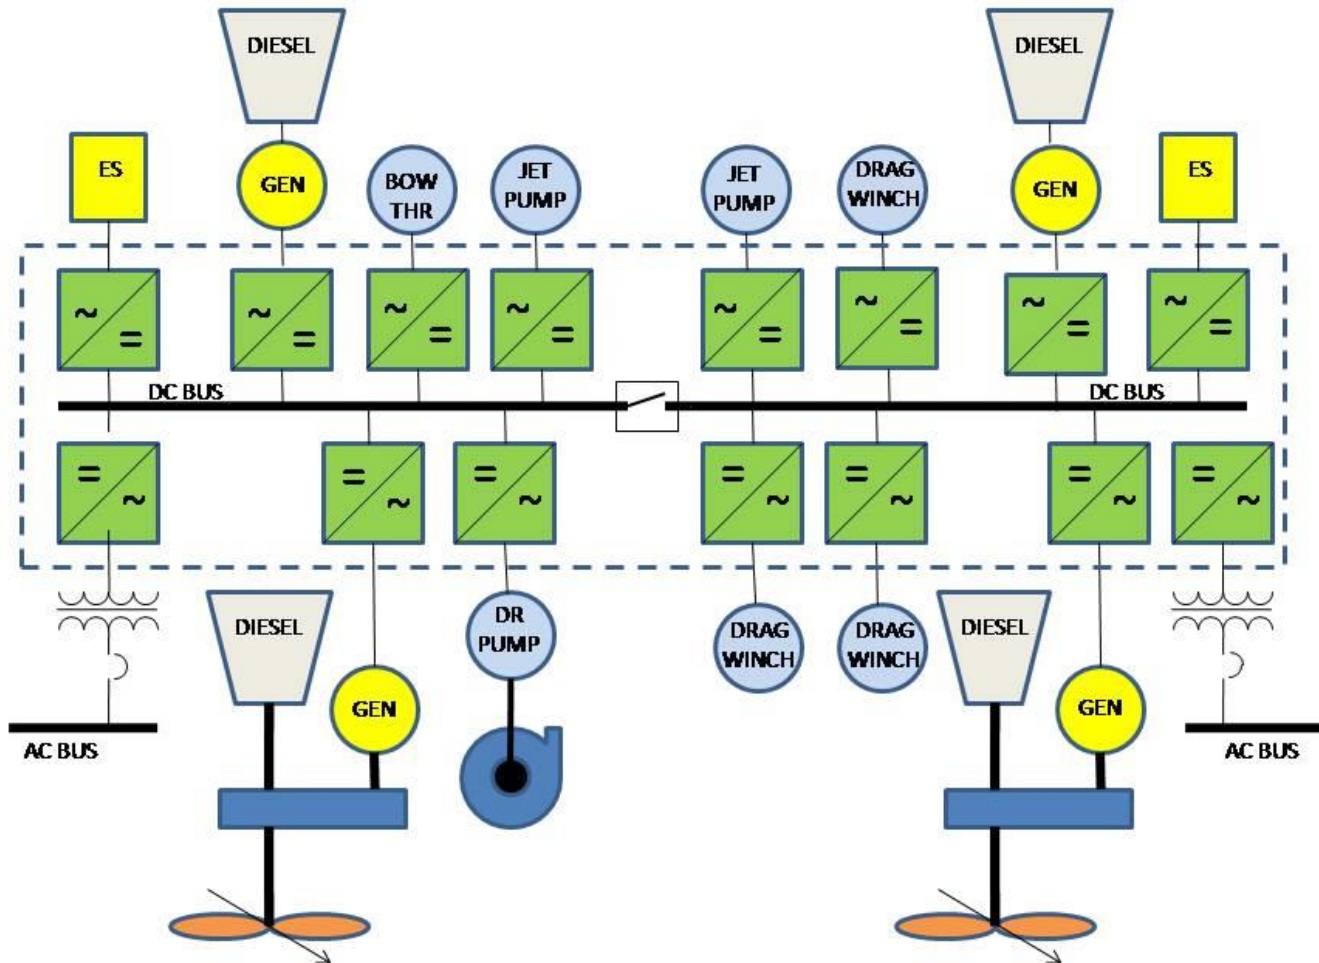 DIESEL
DIESEL
ES
GEN
BOW
THR
JET
PUMP
JET
PUMP
DRAG
WINCH
GEN
ES
~
=
~
=
~
=
~
=
~
=
~
=
~
=
~
=
DC BUS
DC BUS
=
~
=
~
=
~
=
~
=
~
=
~
=
~
DIESEL
DR
PUMP
DRAG
WINCH
DRAG
WINCH
DIESEL
GEN
GEN
AC BUS
AC BUS